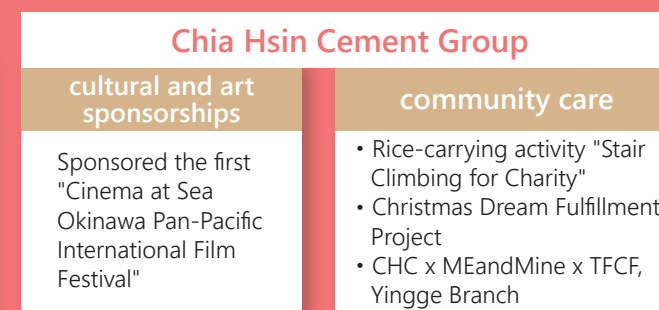 Chia Hsin Cement Group
cultural and art
sponsorships
Sponsored the first
"Cinema at Sea
Okinawa Pan-Pacific
International Film
Festival"
community care
• Rice-carrying activity "Stair
Climbing for Charity"
• Christmas Dream Fulfillment
Project
• CHC x MEandMine x TFCF,
Yingge Branch